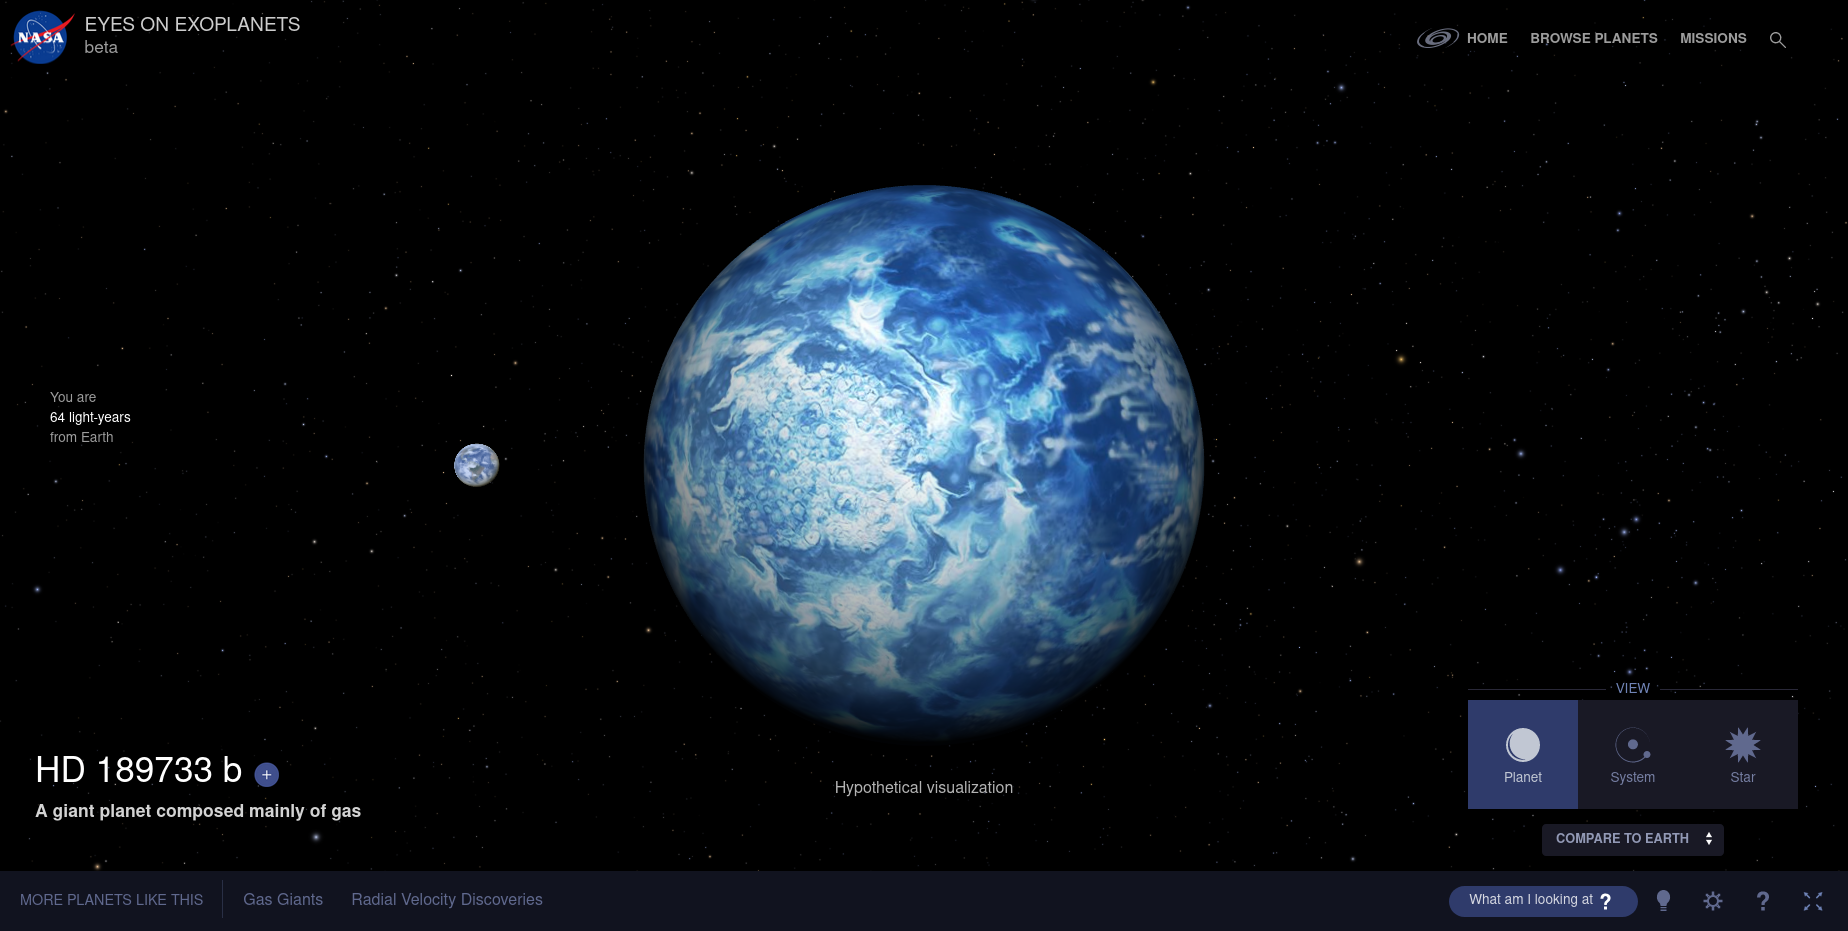 NASA
EYES ON EXOPLANETS
beta
HOME
BROWSE PLANETS
MISSIONS
You are
64 light-years
from Earth
HD 189733 b
+
A giant planet composed mainly of gas
Hypothetical visualization
VIEW
Planet
System
Star
COMPARE TO EARTH
MORE PLANETS LIKE THIS
Gas Giants
Radial Velocity Discoveries
What am I looking at ?
?